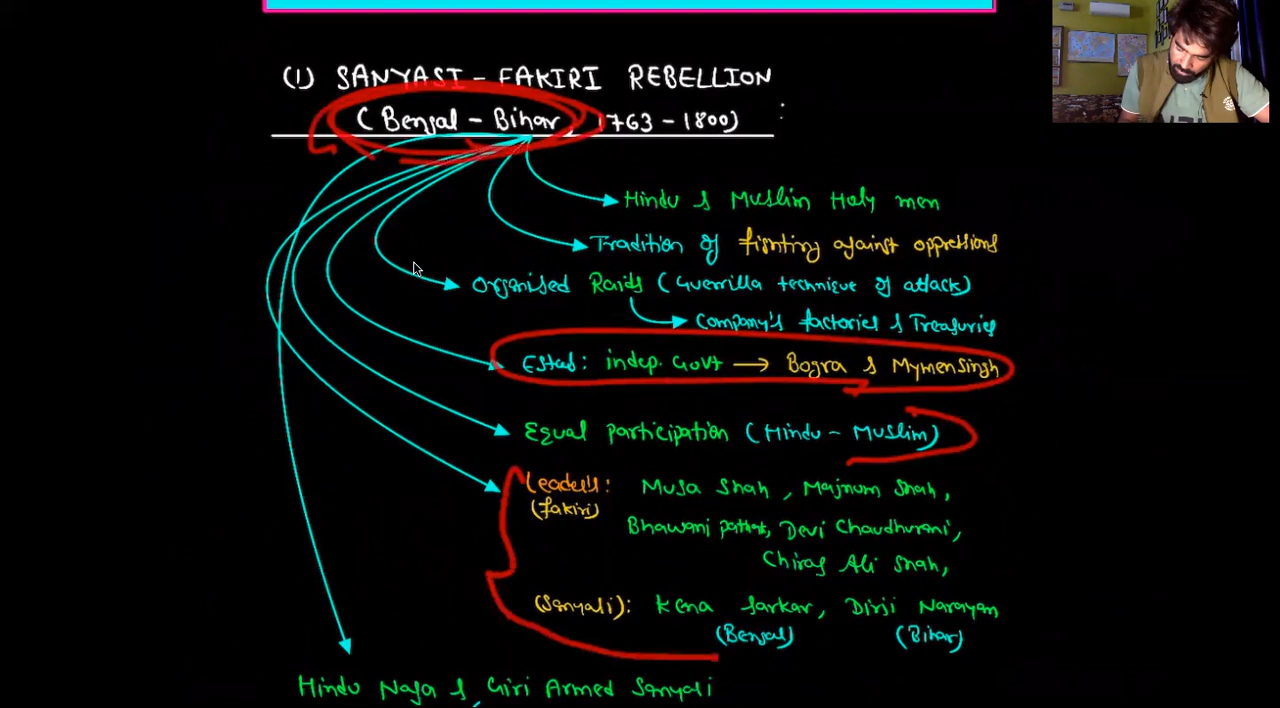 (1) SANYASI - FAKIRI REBELLION
(Bengal - Bihar, 1763 - 1800) :
Hindu & Muslim Holy men
Tradition of fighting against oppressions
Organised Raids (Guerrilla technique of attack)
Company's factories & Treasuries
Estab: indep. Govt → Bogra & Mymensingh
Equal participation (Hindu - Muslim)
Leader's: Musa Shah, Majnum Shah,
(Fakiri)
Bhawani pathak, Devi Chaudhurani,
Chirag Ali Shah,
(Sanyasi): Kena Sarkar, Dirji Narayan
(Bengal) (Bihar)
Hindu Naga & Giri Armed Sanyasi